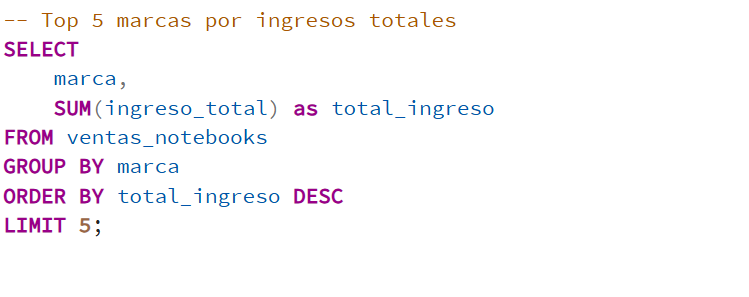 -- Top 5 marcas por ingresos totales
SELECT
    marca,
    SUM(ingreso_total) as total_ingreso
FROM ventas_notebooks
GROUP BY marca
ORDER BY total_ingreso DESC
LIMIT 5;